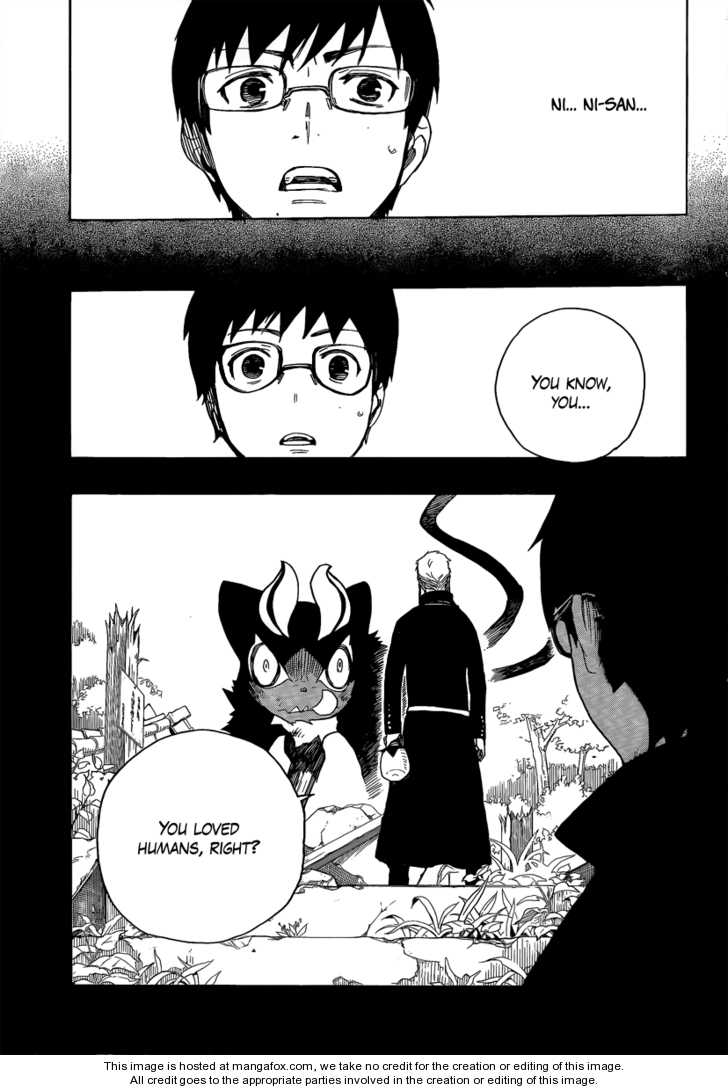 NI... NI-SAN...
YOU KNOW,
YOU...
YOU LOVED
HUMANS, RIGHT?
This image is hosted at mangafox.com, we take no credit for the creation or editing of this image.
All credit goes to the appropriate parties involved in the creation or editing of this image.